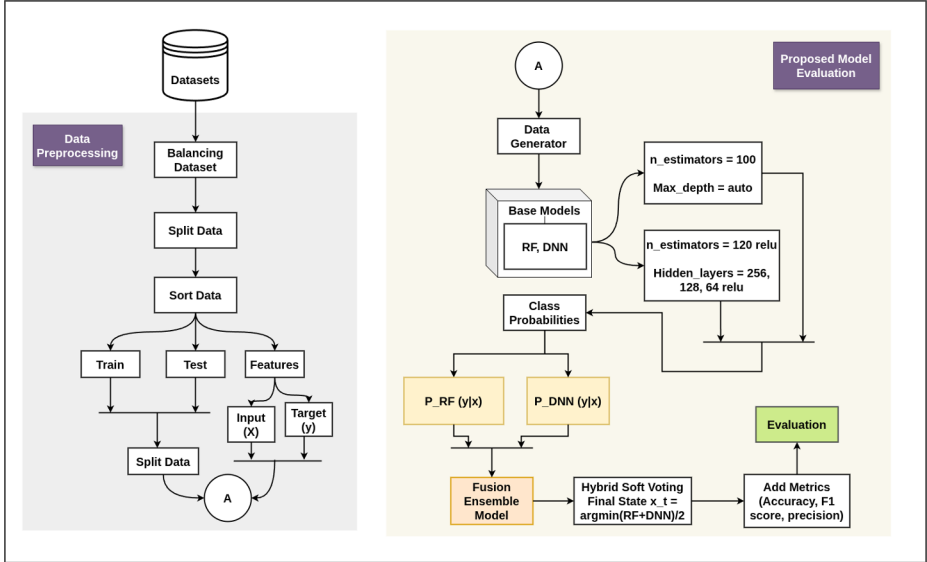 Datasets
Data
Preprocessing
Balancing
Dataset
Split Data
Sort Data
Train
Test
Features
Input
(X)
Target
(y)
Split Data
A
Proposed Model
Evaluation
A
Data
Generator
Base Models
RF, DNN
n_estimators = 100
Max_depth = auto
n_estimators = 120 relu
Hidden_layers = 256,
128, 64 relu
Class
Probabilities
P_RF (y|x)
P_DNN (y|x)
Fusion
Ensemble
Model
Hybrid Soft Voting
Final State x_t =
argmin(RF+DNN)/2
Add Metrics
(Accuracy, F1
score, precision)
Evaluation